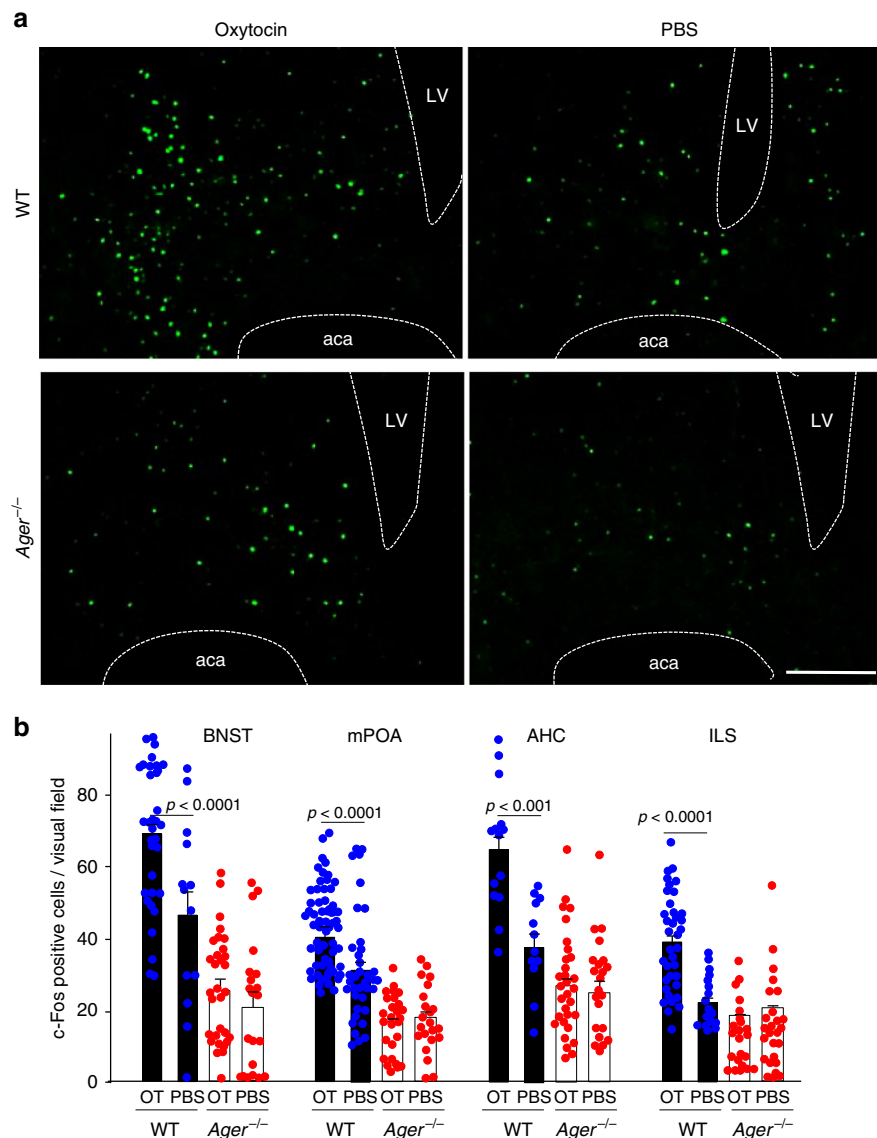 a
Oxytocin PBS
WT
LV
LV
aca
aca
Ager–/–
LV
LV
aca
aca
b
BNST mPOA AHC ILS
c-Fos positive cells / visual field
80
60
40
20
0
p < 0.0001
p < 0.0001
p < 0.001
p < 0.0001
OT PBS OT PBS OT PBS OT PBS OT PBS OT PBS OT PBS OT PBS
WT Ager–/– WT Ager–/– WT Ager–/– WT Ager–/–